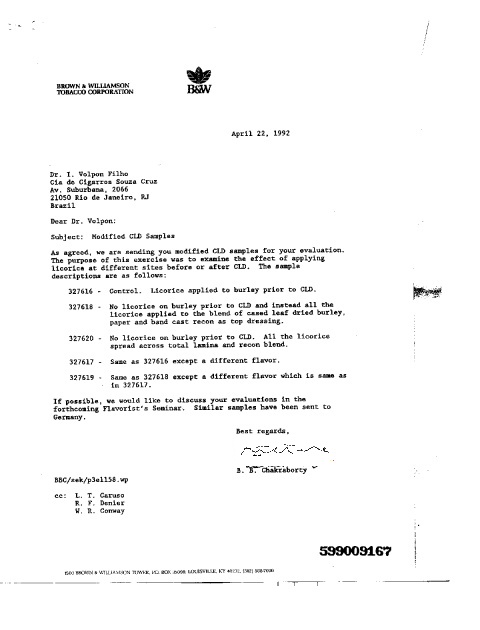 BROWN & WILLIAMSON
TOBACCO CORPORATION
B&W
April 22, 1992
Dr. I. Volpon Filho
Cia de Cigarros Souza Cruz
Av. Suburbana, 2066
21050 Rio de Janeiro, RJ
Brazil
Dear Dr. Volpon:
Subject: Modified CLD Samples
As agreed, we are sending you modified CLD samples for your evaluation.
The purpose of this exercise was to examine the effect of applying
licorice at different sites before or after CLD. The sample
descriptions are as follows:
327616 - Control. Licorice applied to burley prior to CLD.
327618 - No licorice on burley prior to CLD and instead all the
licorice applied to the blend of cased leaf dried burley,
paper and band cast recon as top dressing.
327620 - No licorice on burley prior to CLD. All the licorice
spread across total lamina and recon blend.
327617 - Same as 327616 except a different flavor.
327619 - Same as 327618 except a different flavor which is same as
in 327617.
If possible, we would like to discuss your evaluations in the
forthcoming Flavorist's Seminar. Similar samples have been sent to
Germany.
Best regards,
B. B. Chakraborty
BBC/sek/p3el158.wp
cc: L. T. Caruso
R. F. Denier
W. R. Conway
599009167
1500 BROWN & WILLIAMSON TOWER, P.O. BOX 35090, LOUISVILLE, KY 40232, (502) 568-7000